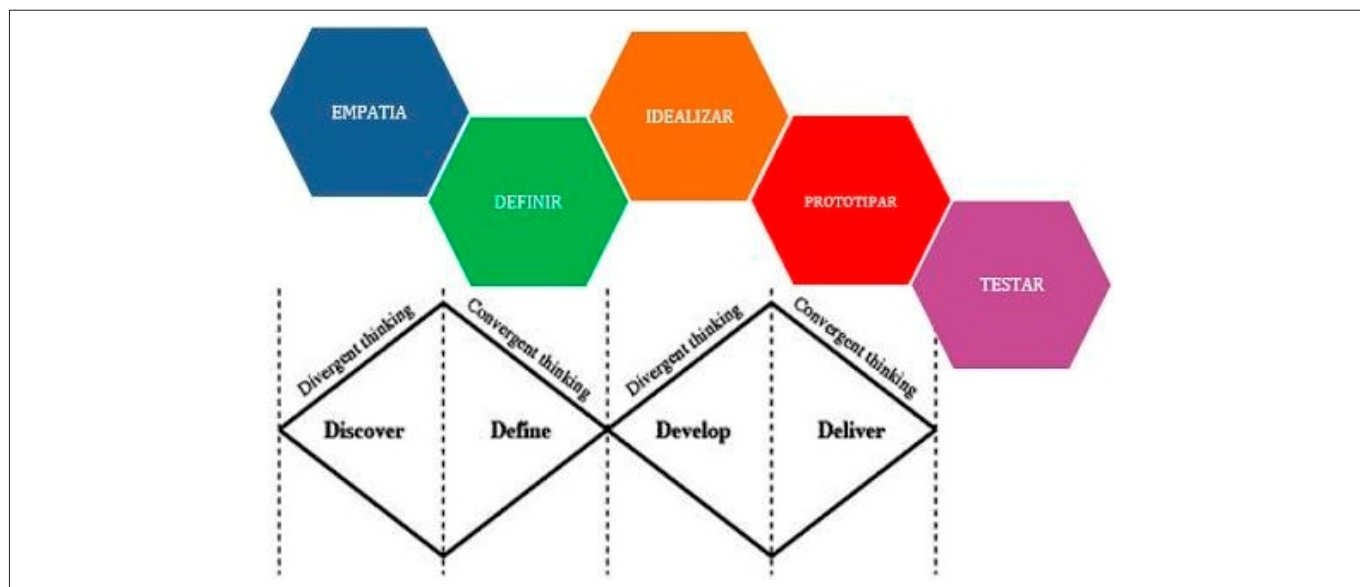 EMPATIA
IDEALIZAR
DEFINIR
PROTOTIPAR
TESTAR
Divergent thinking
Convergent thinking
Divergent thinking
Convergent thinking
Discover
Define
Develop
Deliver